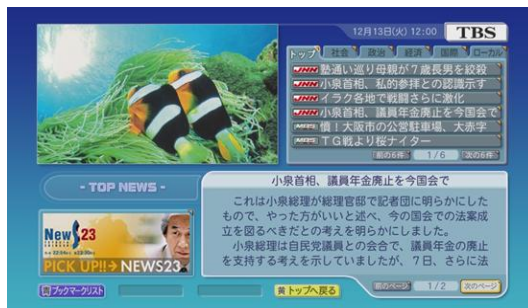 12月13日(火) 12:00 TBS
トップ 社会 政治 経済 国際 ローカル
JNN 塾通い巡り母親が7歳長男を絞殺
JNN 小泉首相、私的参拝との認識示す
JNN イラク各地で戦闘さらに激化
JNN 小泉首相、議員年金廃止を今国会で
憤!大阪市の公営駐車場、大赤字
TG戦より桜ナイター
前の6件 1/6 次の6件
- TOP NEWS -
小泉首相、議員年金廃止を今国会で
これは小泉総理が総理官邸で記者団に明らかにした
もので、やった方がいいと述べ、今の国会での法案成
立を図るべきだとの考えを明らかにしました。
小泉総理は自民党議員との会合で、議員年金の廃止
を支持する考えを示していましたが、7日、さらに法
News23
PICK UP!! NEWS23
青 ブックマークリスト
黄 トップへ戻る
前のページ 1/2 次のページ